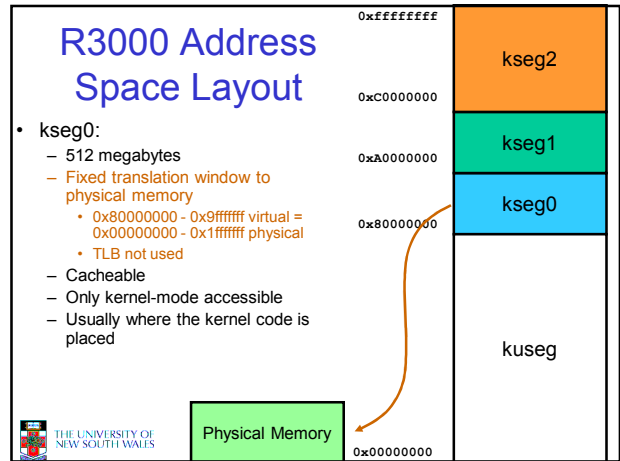 R3000 Address
Space Layout
• kseg0:
– 512 megabytes
– Fixed translation window to
physical memory
• 0x80000000 - 0x9fffffff virtual =
0x00000000 - 0x1fffffff physical
• TLB not used
– Cacheable
– Only kernel-mode accessible
– Usually where the kernel code is
placed
0xffffffff
kseg2
0xC0000000
kseg1
0xA0000000
kseg0
0x80000000
kuseg
THE UNIVERSITY OF
NEW SOUTH WALES
Physical Memory
0x00000000